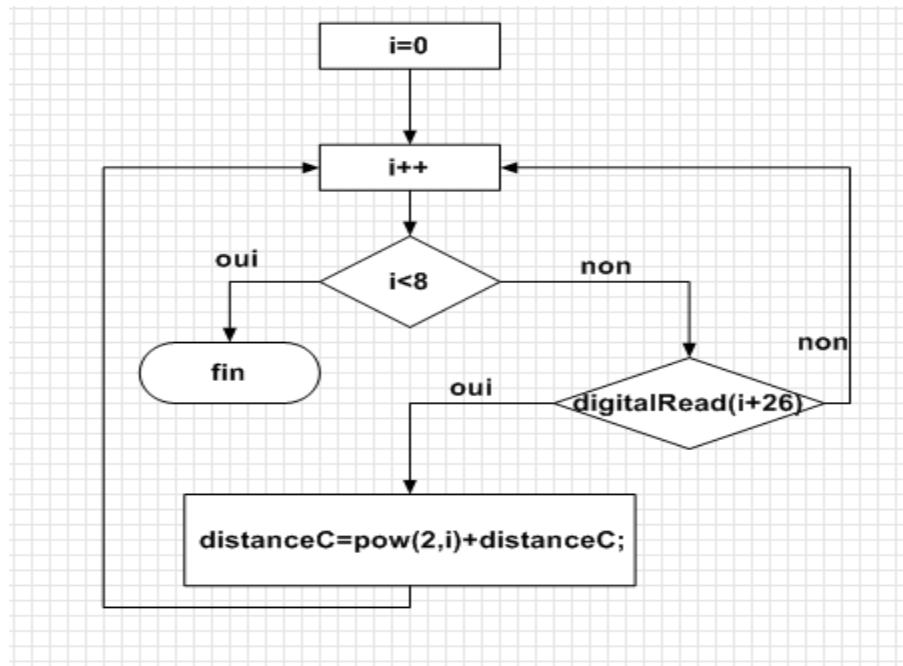 i=0
i++
oui
i<8
non
fin
non
oui
digitalRead(i+26)
distanceC=pow(2,i)+distanceC;